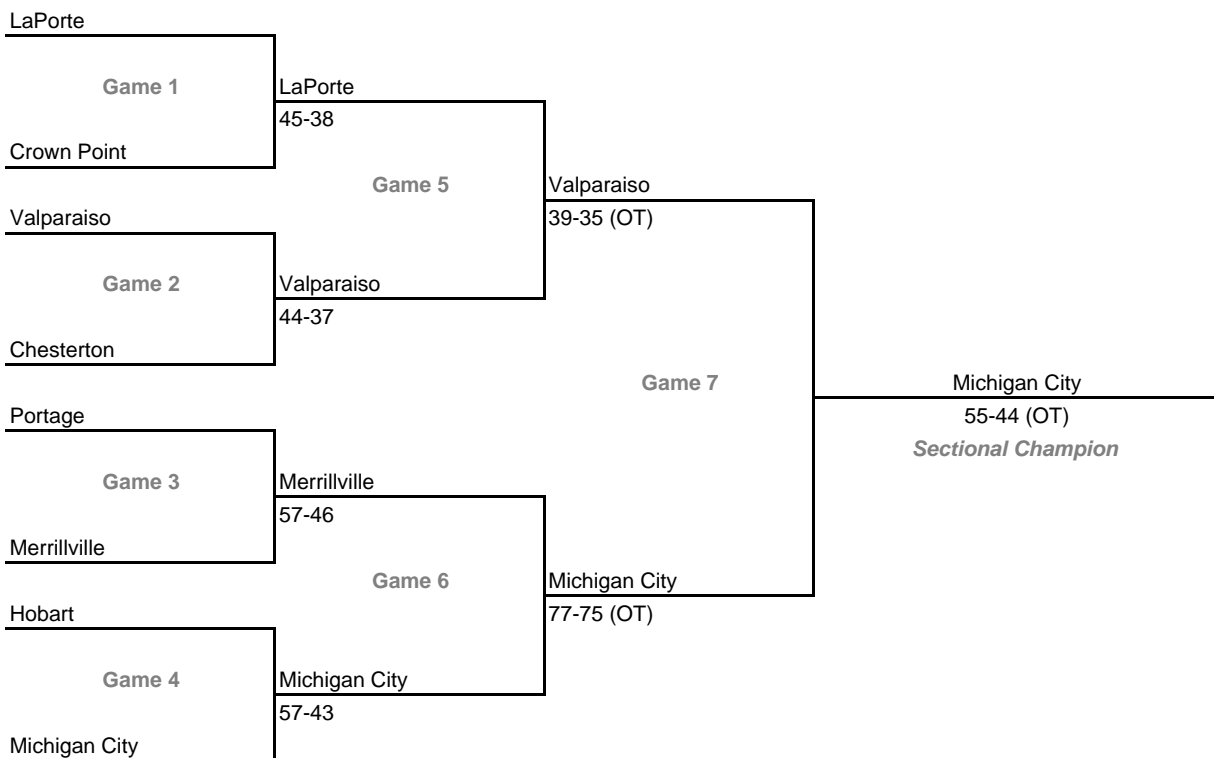 LaPorte
Game 1
LaPorte
45-38
Crown Point
Game 5
Valparaiso
Valparaiso
39-35 (OT)
Game 2
Valparaiso
44-37
Chesterton
Game 7
Michigan City
Portage
55-44 (OT)
Sectional Champion
Game 3
Merrillville
57-46
Merrillville
Game 6
Michigan City
Hobart
77-75 (OT)
Game 4
Michigan City
57-43
Michigan City